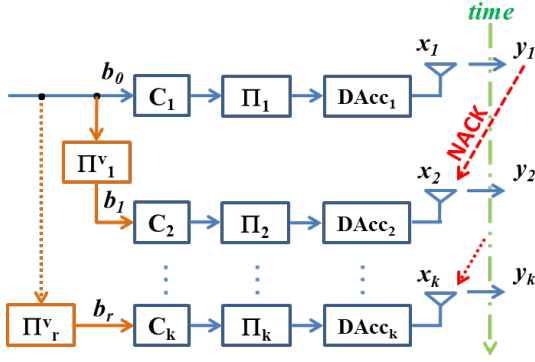 time
b₀ C₁ Π₁ DAcc₁ x₁ y₁
NACK
Πᵛ₁
b₁ C₂ Π₂ DAcc₂ x₂ y₂
Πᵛᵣ bᵣ Cₖ Πₖ DAccₖ xₖ yₖ